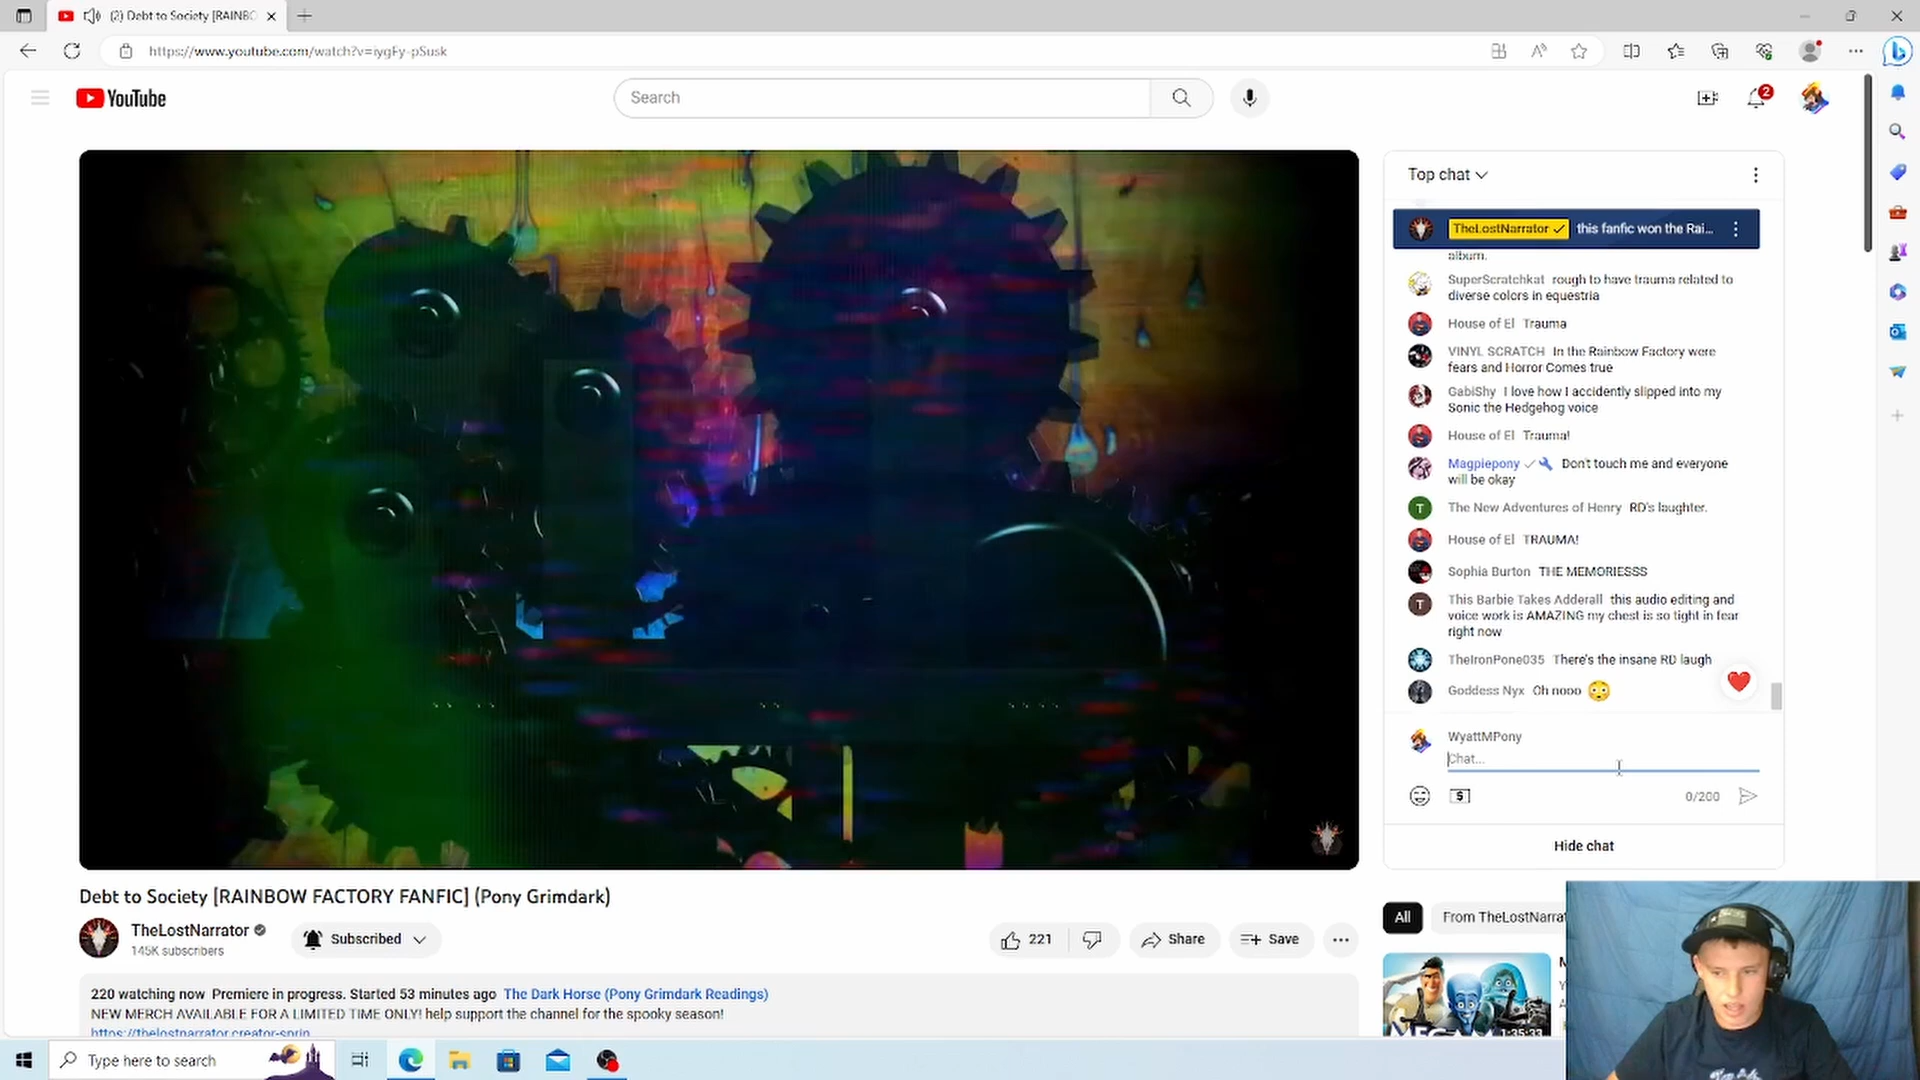 (2) Debt to Society [RAINBO
https://www.youtube.com/watch?v=iygFy-pSusk
YouTube
Search
2
Top chat
TheLostNarrator this fanfic won the Rai...
album.
SuperScratchkat rough to have trauma related to
diverse colors in equestria
House of El Trauma
VINYL SCRATCH In the Rainbow Factory were
fears and Horror Comes true
GabiShy I love how I accidently slipped into my
Sonic the Hedgehog voice
House of El Trauma!
Magpiepony Don't touch me and everyone
will be okay
T The New Adventures of Henry RD's laughter.
House of El TRAUMA!
Sophia Burton THE MEMORIESSS
T This Barbie Takes Adderall this audio editing and
voice work is AMAZING my chest is so tight in fear
right now
TheIronPone035 There's the insane RD laugh
Goddess Nyx Oh nooo
WyattMPony
Chat...
0/200
Hide chat
Debt to Society [RAINBOW FACTORY FANFIC] (Pony Grimdark)
TheLostNarrator
145K subscribers
Subscribed
221
Share
Save
All
From TheLostNarrat
220 watching now Premiere in progress. Started 53 minutes ago The Dark Horse (Pony Grimdark Readings)
NEW MERCH AVAILABLE FOR A LIMITED TIME ONLY! help support the channel for the spooky season!
https://thelostnarrator.creator-sprin
1:35:33
Type here to search